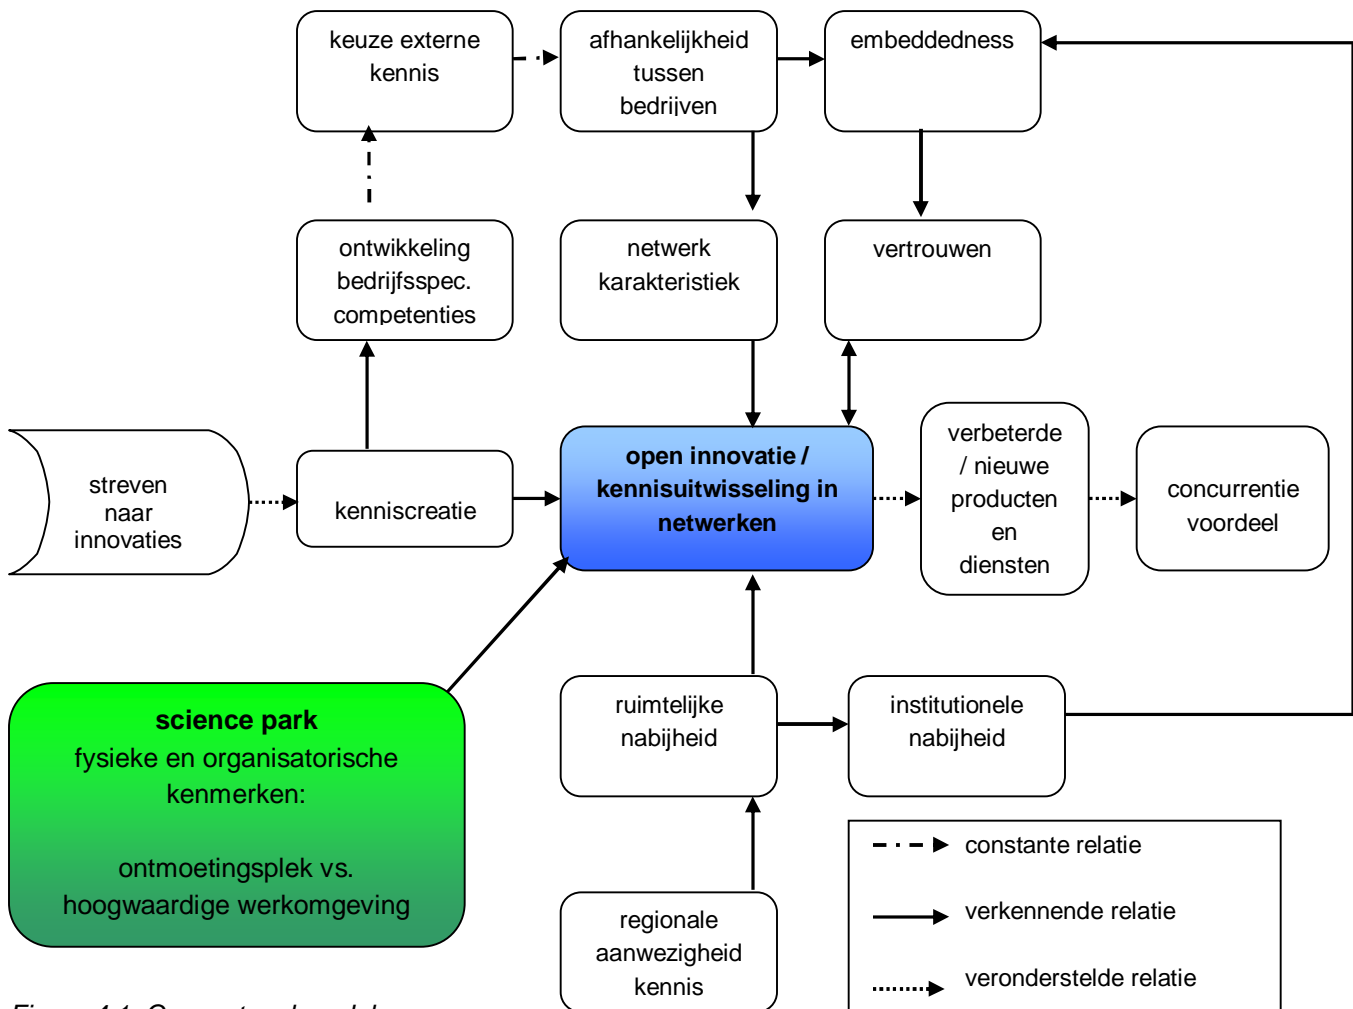 keuze externe
kennis
afhankelijkheid
tussen
bedrijven
embeddedness
ontwikkeling
bedrijfsspec.
competenties
netwerk
karakteristiek
vertrouwen
streven
naar
innovaties
kenniscreatie
open innovatie /
kennisuitwisseling in
netwerken
verbeterde
/ nieuwe
producten
en
diensten
concurrentie
voordeel
science park
fysieke en organisatorische
kenmerken:
ontmoetingsplek vs.
hoogwaardige werkomgeving
ruimtelijke
nabijheid
institutionele
nabijheid
regionale
aanwezigheid
kennis
constante relatie
verkennende relatie
veronderstelde relatie